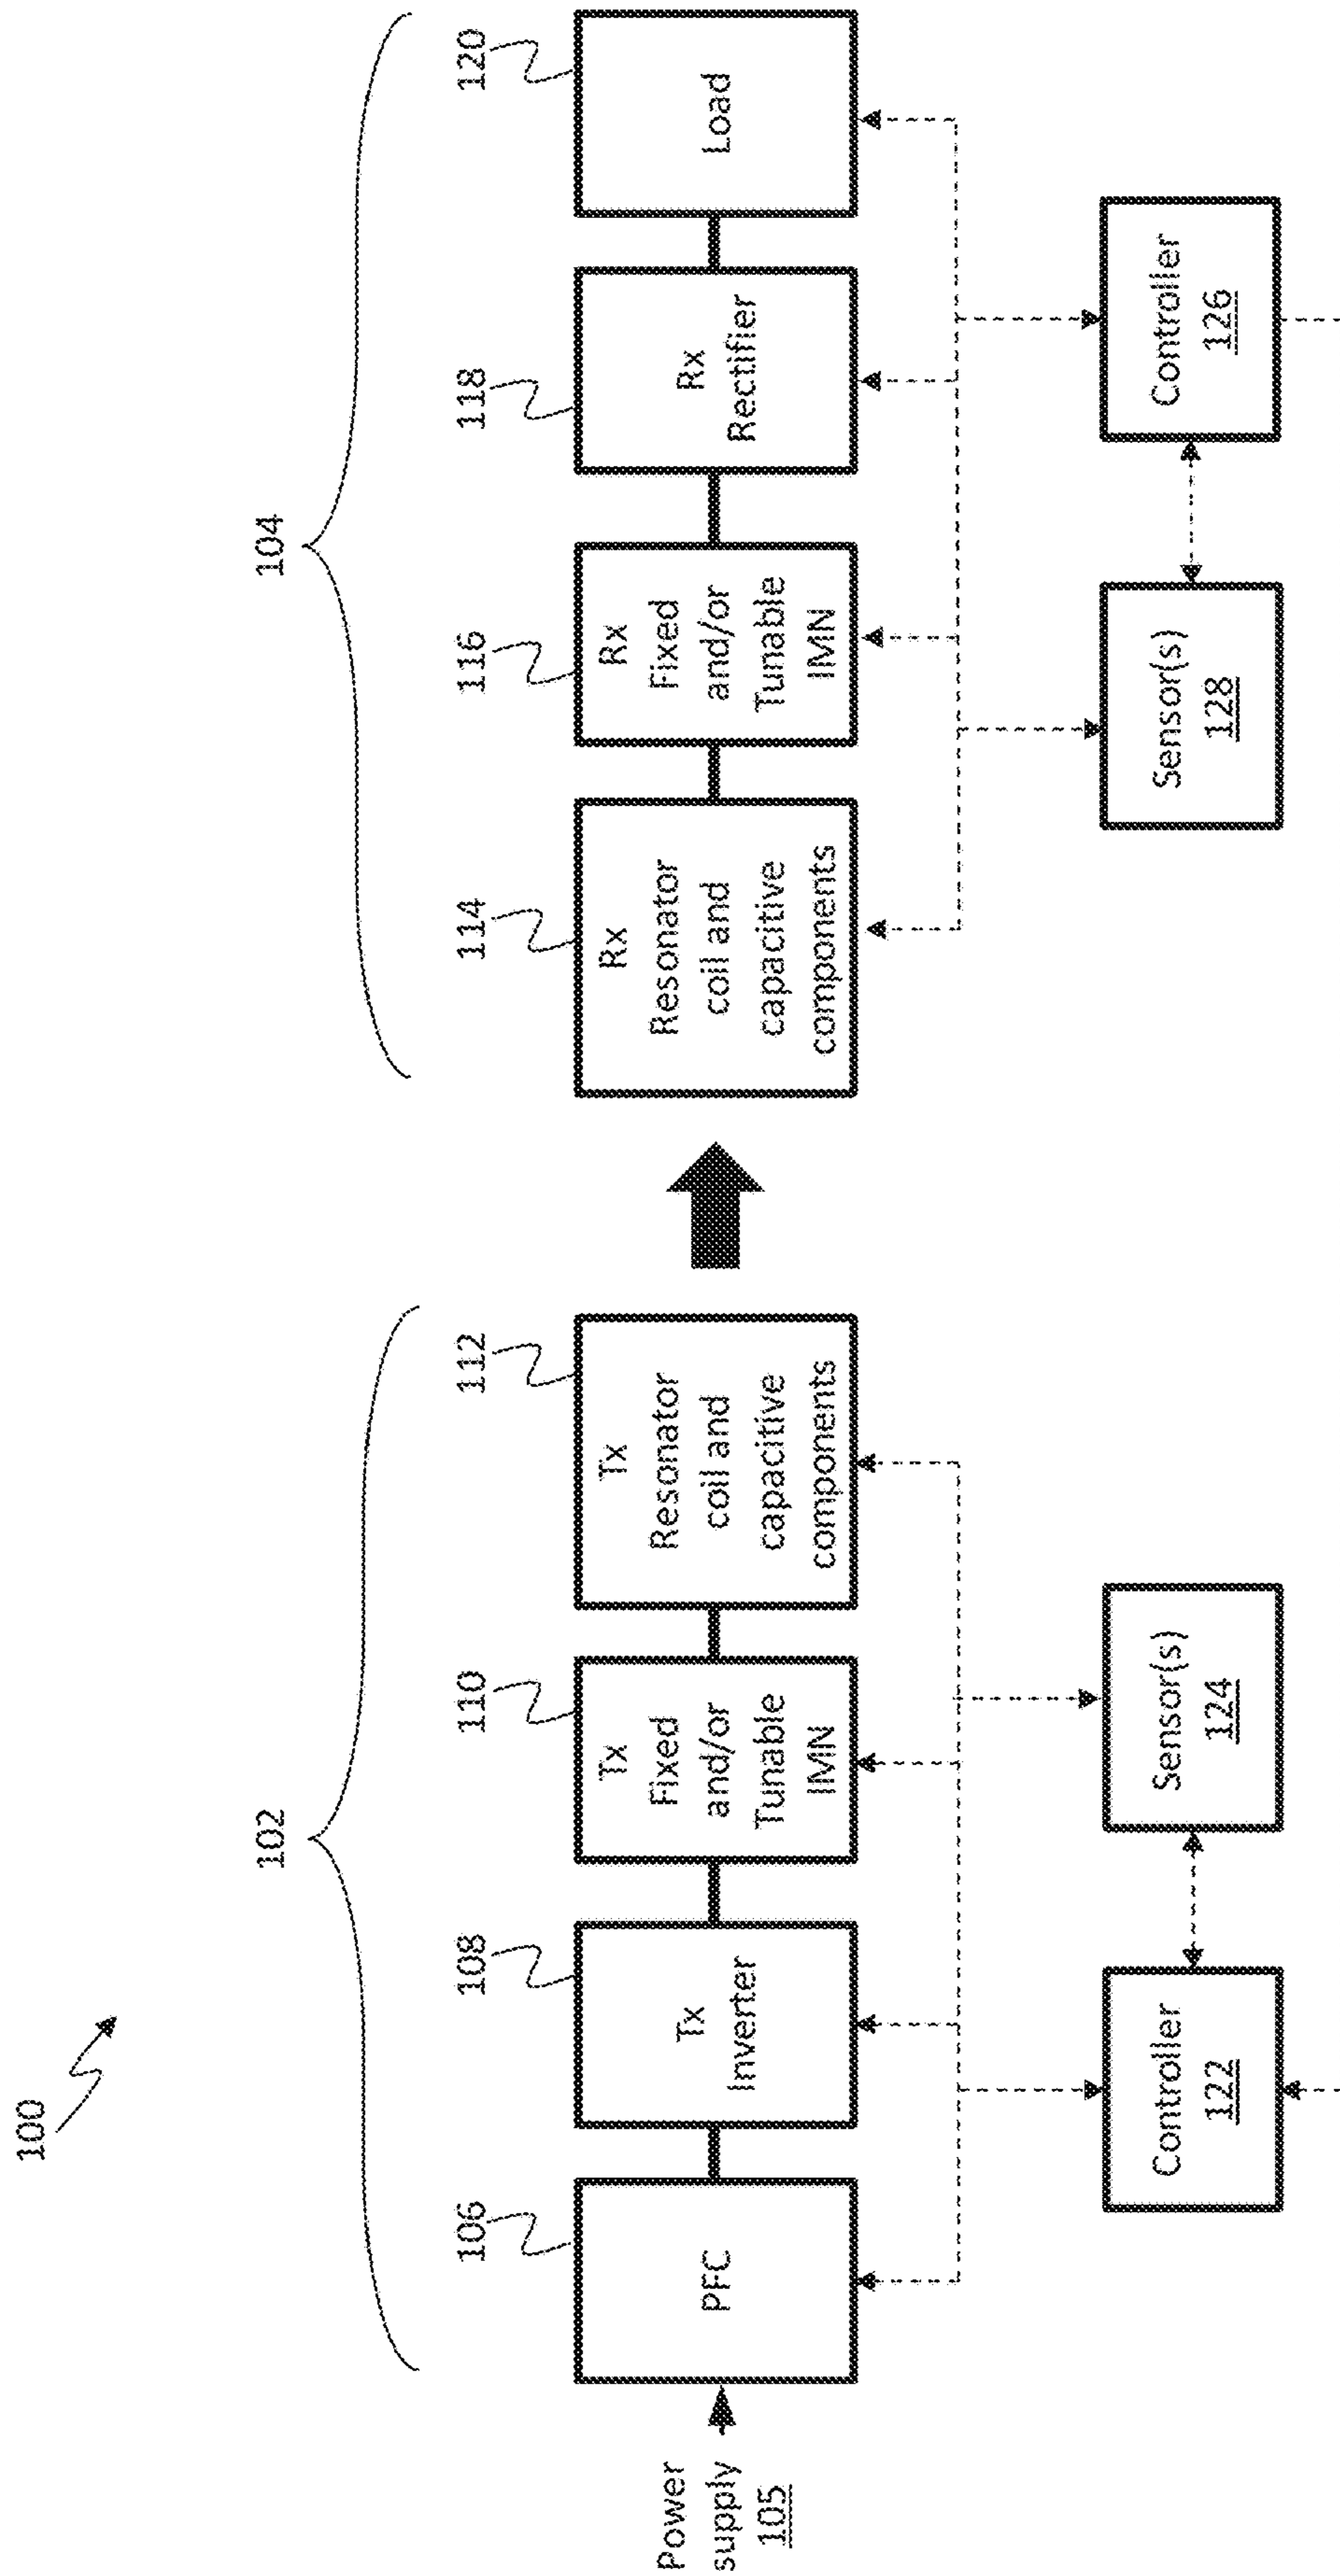 100
102
104
106
108
110
112
114
116
118
120
Power
supply
105
PFC
Tx
Inverter
Tx
Fixed
and/or
Tunable
IMN
Tx
Resonator
coil and
capacitive
components
Rx
Resonator
coil and
capacitive
components
Rx
Fixed
and/or
Tunable
IMN
Rx
Rectifier
Load
Controller
122
Sensor(s)
124
Sensor(s)
128
Controller
126